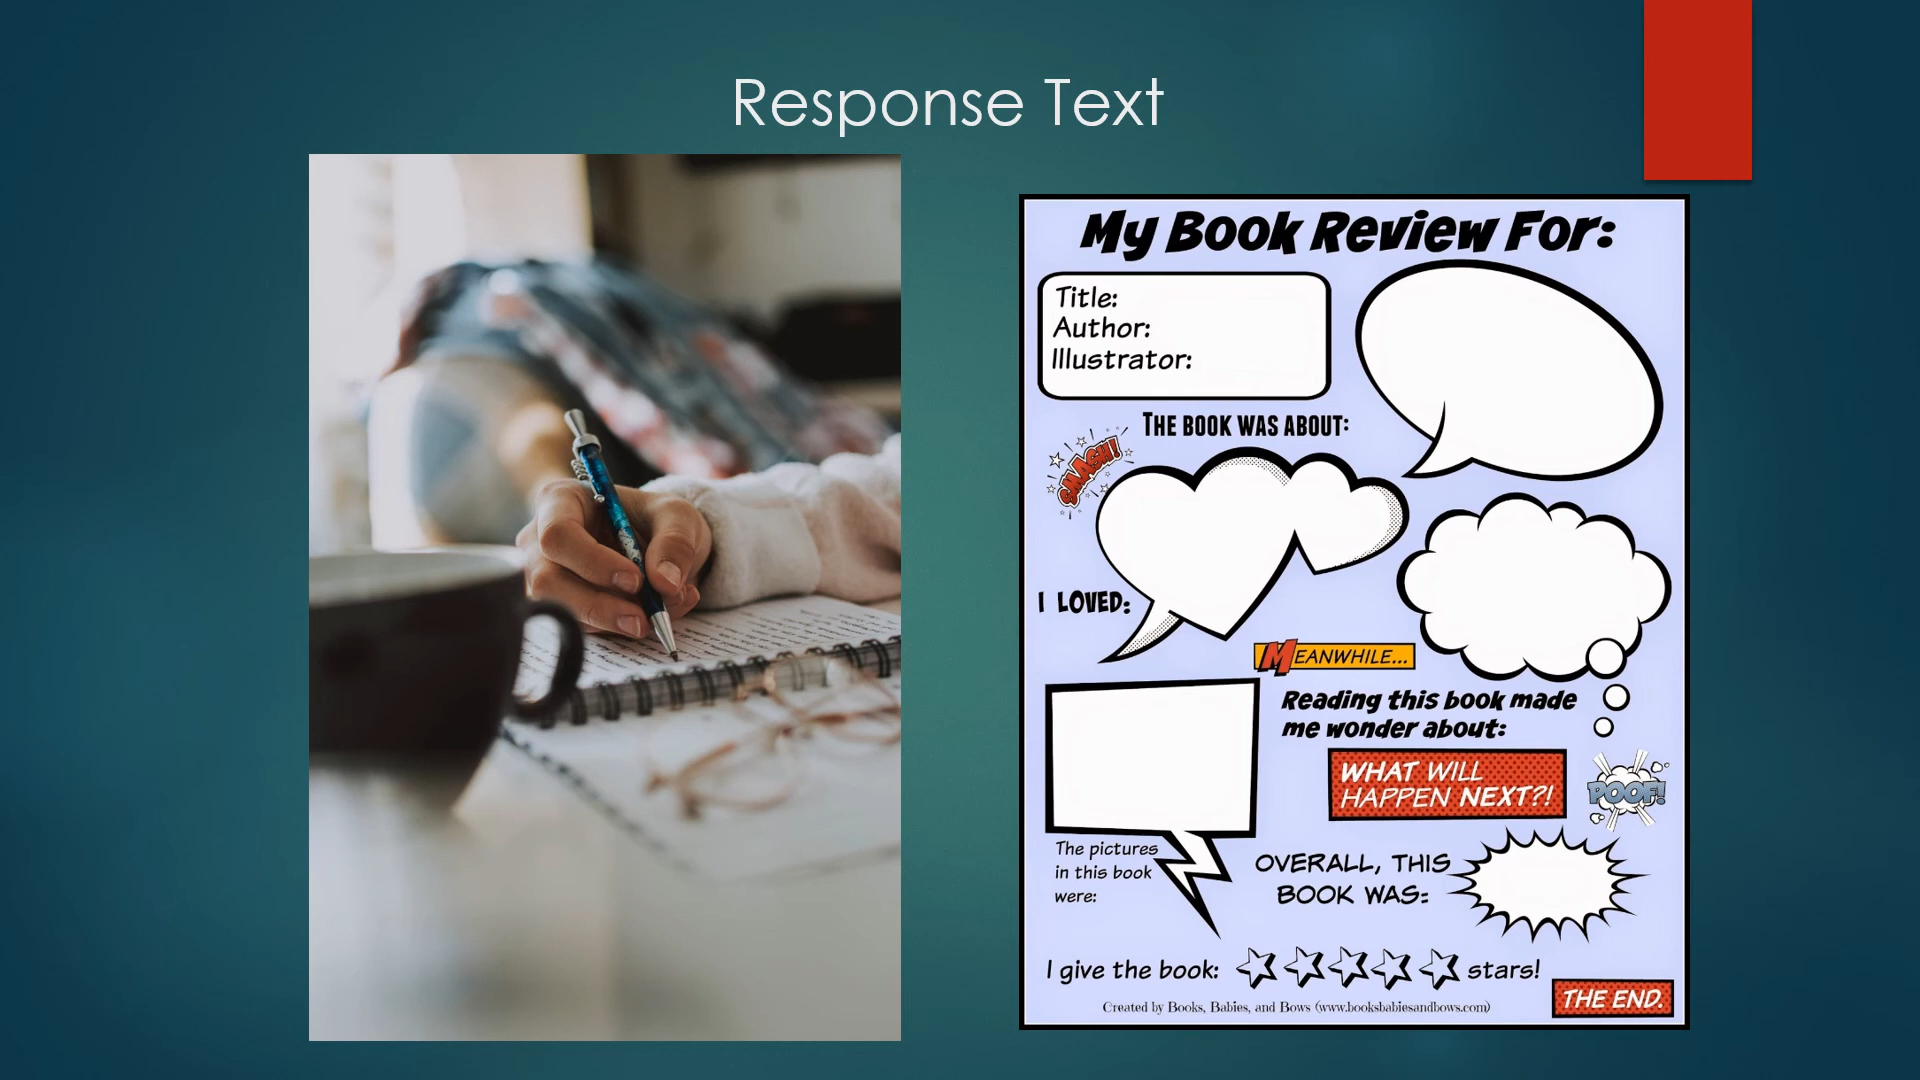 Response Text
My Book Review For:
Title:
Author:
Illustrator:
THE BOOK WAS ABOUT:
SMASH!
I LOVED:
MEANWHILE...
Reading this book made
me wonder about:
WHAT WILL
HAPPEN NEXT?!
POOF!
The pictures
in this book
were:
OVERALL, THIS
BOOK WAS:
I give the book:
stars!
Created by Books, Babies, and Bows (www.booksbabiesandbows.com)
THE END.